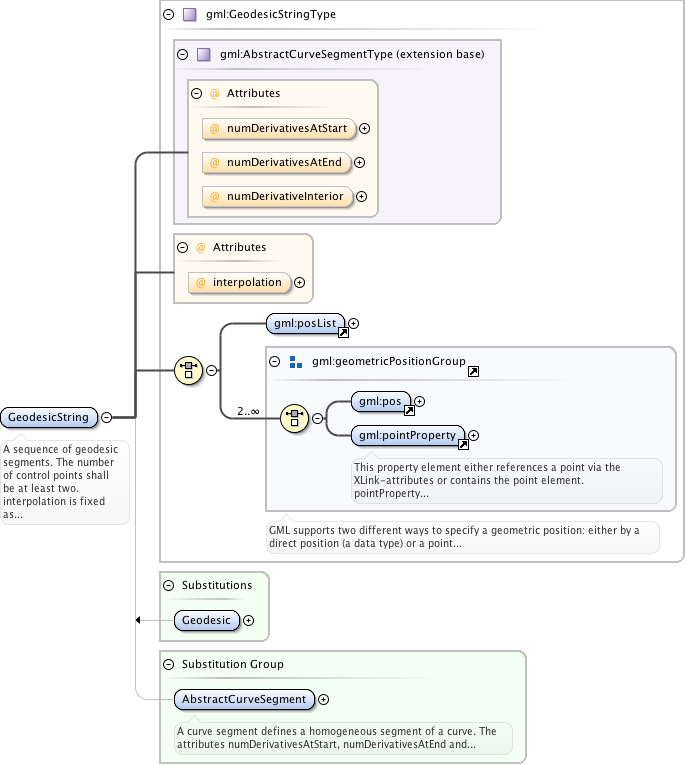 gml:GeodesicStringType
gml:AbstractCurveSegmentType (extension base)
@ Attributes
@ numDerivativesAtStart
@ numDerivativesAtEnd
@ numDerivativeInterior
@ Attributes
@ interpolation
gml:posList
gml:geometricPositionGroup
2..∞
gml:pos
gml:pointProperty
This property element either references a point via the
XLink-attributes or contains the point element.
pointProperty...
GML supports two different ways to specify a geometric position: either by a
direct position (a data type) or a point...
GeodesicString
A sequence of geodesic
segments. The number
of control points shall
be at least two.
interpolation is fixed
as...
Substitutions
Geodesic
Substitution Group
AbstractCurveSegment
A curve segment defines a homogeneous segment of a curve. The
attributes numDerivativesAtStart, numDerivativesAtEnd and...